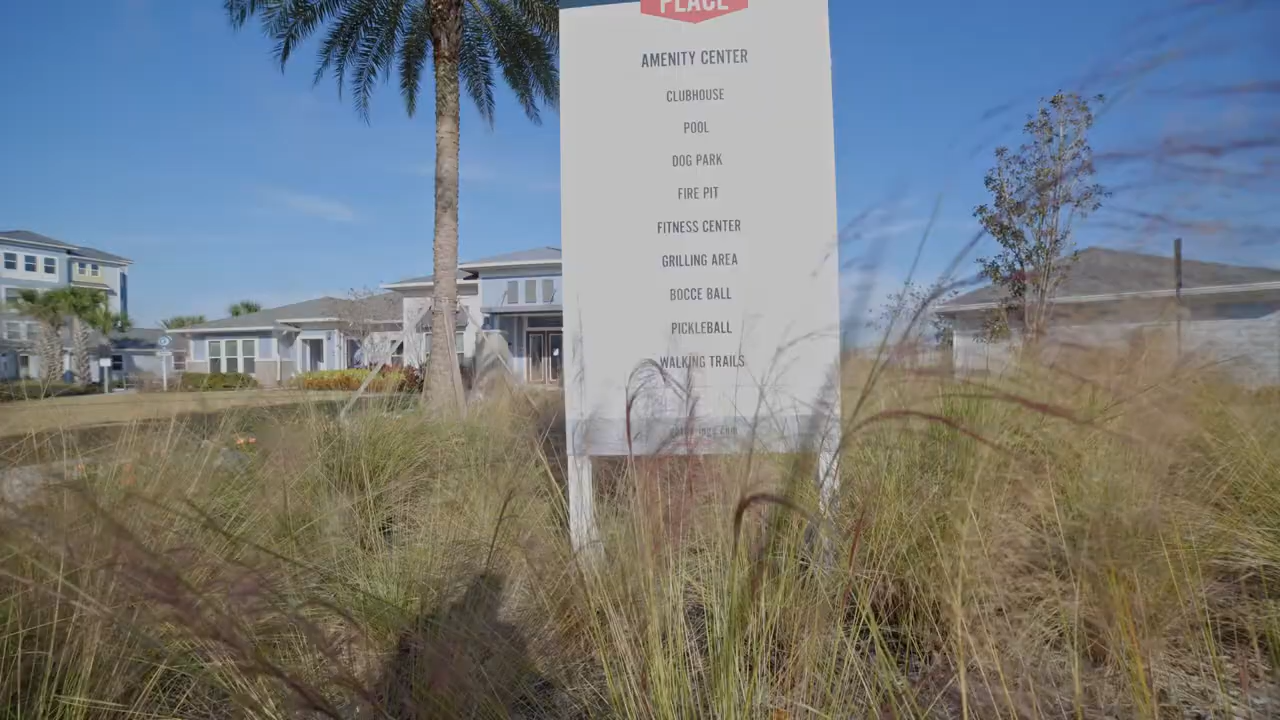 PLACE
AMENITY CENTER
CLUBHOUSE
POOL
DOG PARK
FIRE PIT
FITNESS CENTER
GRILLING AREA
BOCCE BALL
PICKLEBALL
WALKING TRAILS